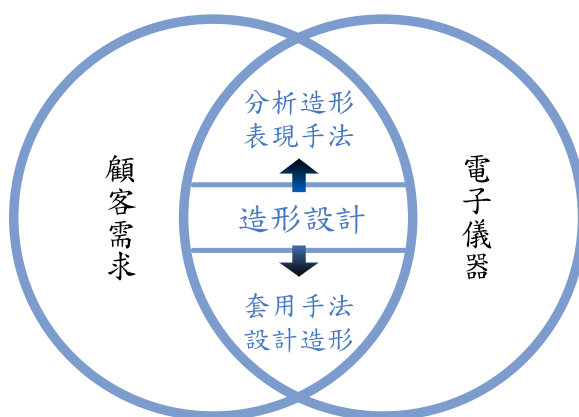 分析造形
表現手法
顧客需求
造形設計
電子儀器
套用手法
設計造形